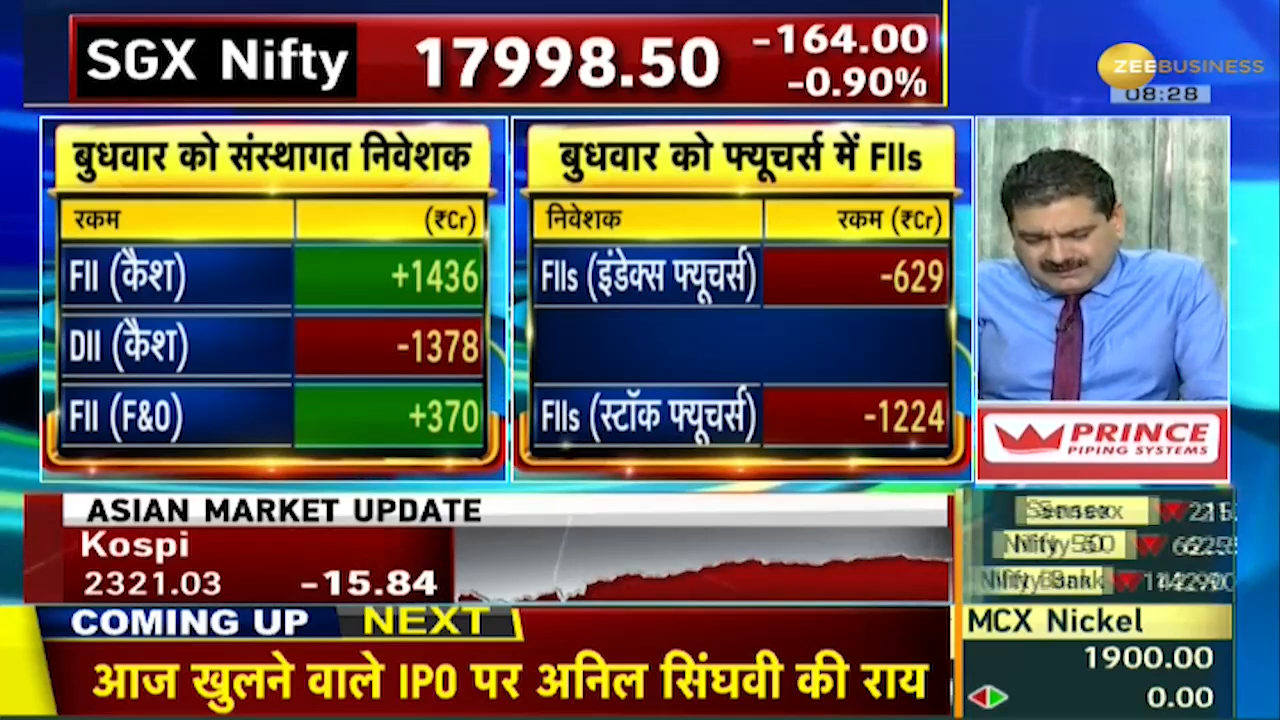 SGX Nifty 17998.50 -164.00
-0.90%
ZEEBUSINESS
08:28
बुधवार को संस्थागत निवेशक
रकम (₹Cr)
FII (कैश) +1436
DII (कैश) -1378
FII (F&O) +370
बुधवार को फ्यूचर्स में FIIs
निवेशक रकम (₹Cr)
FIIs (इंडेक्स फ्यूचर्स) -629
FIIs (स्टॉक फ्यूचर्स) -1224
PRINCE
PIPING SYSTEMS
ASIAN MARKET UPDATE
Kospi
2321.03 -15.84
COMING UP NEXT
आज खुलने वाले IPO पर अनिल सिंघवी की राय
MCX Nickel
1900.00
0.00